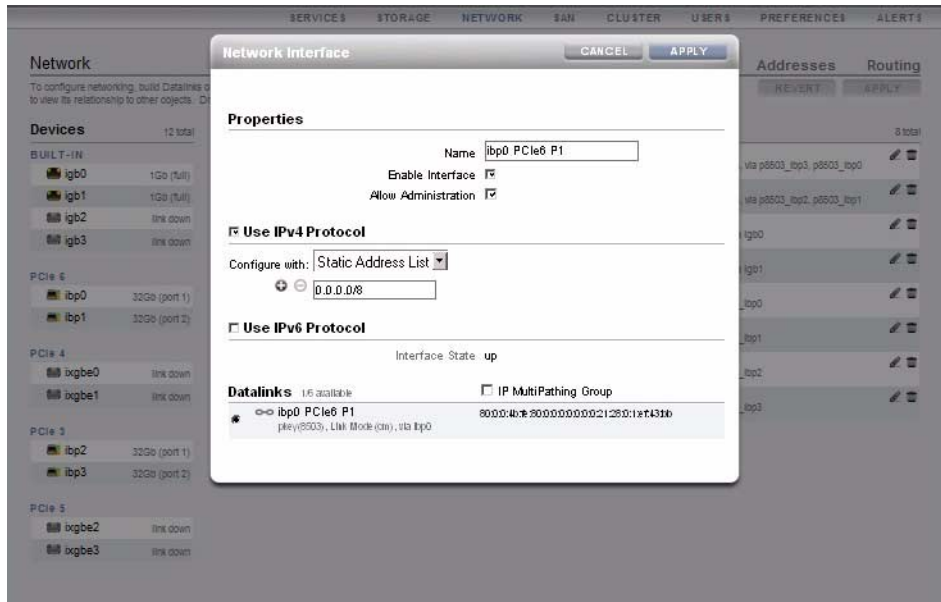 SERVICES STORAGE NETWORK SAN CLUSTER USERS PREFERENCES ALERTS
Network
To configure networking, build Datalinks o
to view its relationship to other objects. Dr
Addresses Routing
REVERT APPLY
Devices 12 total
BUILT-IN
igb0 1Gb (full)
igb1 1Gb (full)
igb2 link down
igb3 link down
PCIe 6
ibp0 32Gb (port 1)
ibp1 32Gb (port 2)
PCIe 4
ixgbe0 link down
ixgbe1 link down
PCIe 3
ibp2 32Gb (port 1)
ibp3 32Gb (port 2)
PCIe 5
ixgbe2 link down
ixgbe3 link down
Network Interface CANCEL APPLY
Properties
Name ibp0 PCIe6 P1
Enable Interface
Allow Administration
Use IPv4 Protocol
Configure with: Static Address List
0.0.0.0/8
Use IPv6 Protocol
Interface State up
Datalinks 1/6 available IP MultiPathing Group
ibp0 PCIe6 P1
pkey(8503), Link Mode(cm), via ibp0
8 total
, via p8503_ibp3, p8503_ibp0
, via p8503_ibp2, p8503_ibp1
igb0
igb1
_ibp0
_ibp1
_ibp2
_ibp3